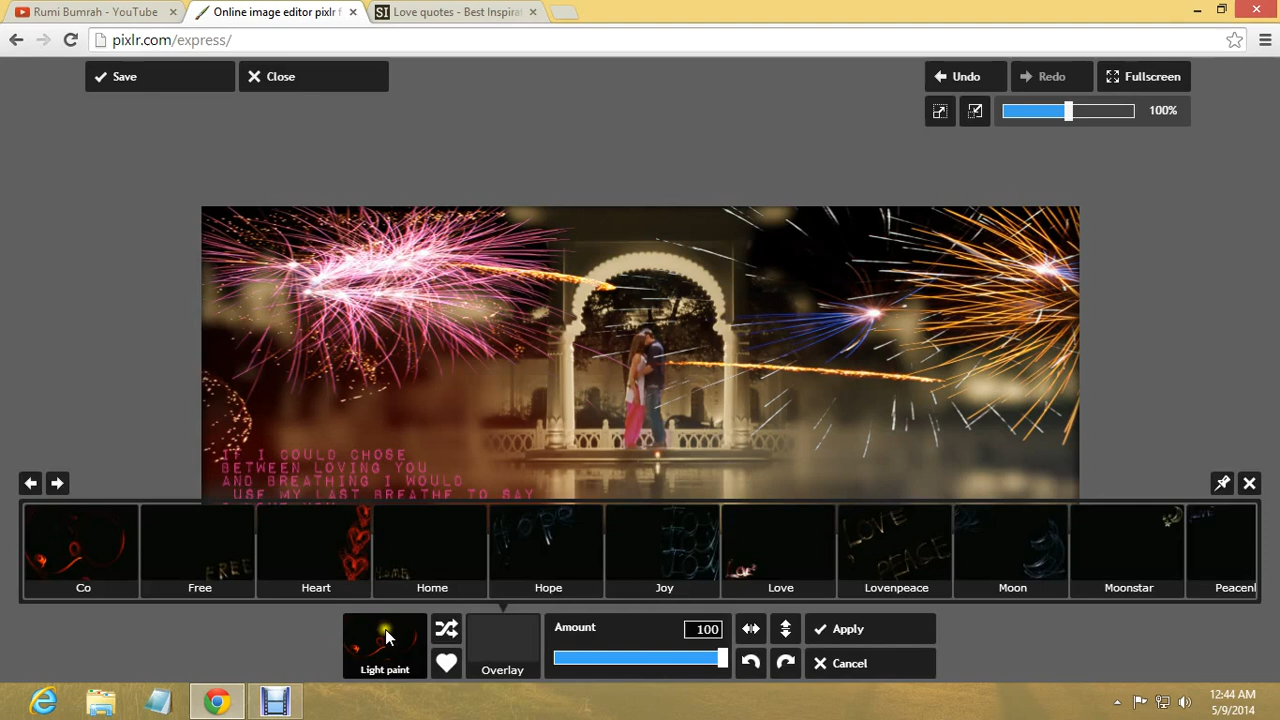 Rumi Bumrah - YouTube
Online image editor pixlr f
SI Love quotes - Best Inspirat
pixlr.com/express/
Save
Close
Undo
Redo
Fullscreen
100%
IF I COULD CHOSE
BETWEEN LOVING YOU
AND BREATHING I WOULD
USE MY LAST BREATHE TO SAY
Co
Free
Heart
Home
Hope
Joy
Love
Lovenpeace
Moon
Moonstar
Peacenl
Light paint
Overlay
Amount
100
Apply
Cancel
12:44 AM
5/9/2014